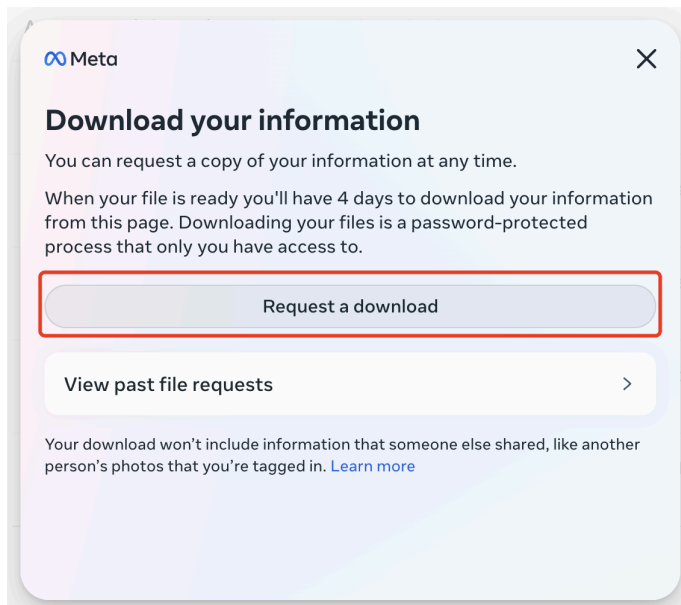 Meta
Download your information
You can request a copy of your information at any time.
When your file is ready you'll have 4 days to download your information
from this page. Downloading your files is a password-protected
process that only you have access to.
Request a download
View past file requests
Your download won’t include information that someone else shared, like another
person’s photos that you’re tagged in. Learn more